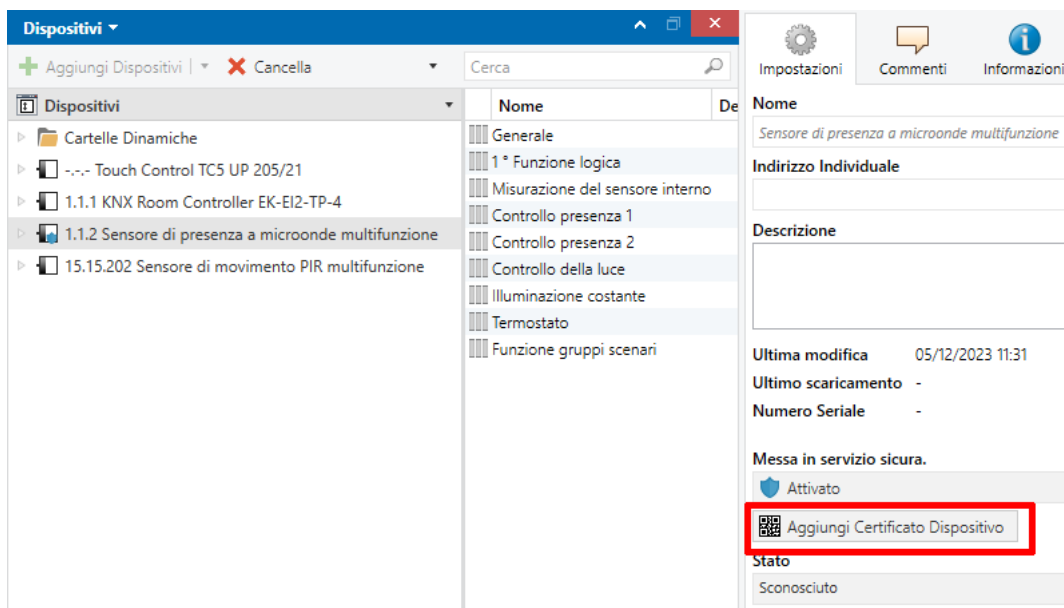 Dispositivi
Aggiungi Dispositivi
Cancella
Dispositivi
Cartelle Dinamiche
-.-.- Touch Control TC5 UP 205/21
1.1.1 KNX Room Controller EK-EI2-TP-4
1.1.2 Sensore di presenza a microonde multifunzione
15.15.202 Sensore di movimento PIR multifunzione
Cerca
Nome
De
Generale
1 ° Funzione logica
Misurazione del sensore interno
Controllo presenza 1
Controllo presenza 2
Controllo della luce
Illuminazione costante
Termostato
Funzione gruppi scenari
Impostazioni
Commenti
Informazioni
Nome
Sensore di presenza a microonde multifunzione
Indirizzo Individuale
Descrizione
Ultima modifica 05/12/2023 11:31
Ultimo scaricamento -
Numero Seriale -
Messa in servizio sicura.
Attivato
Aggiungi Certificato Dispositivo
Stato
Sconosciuto